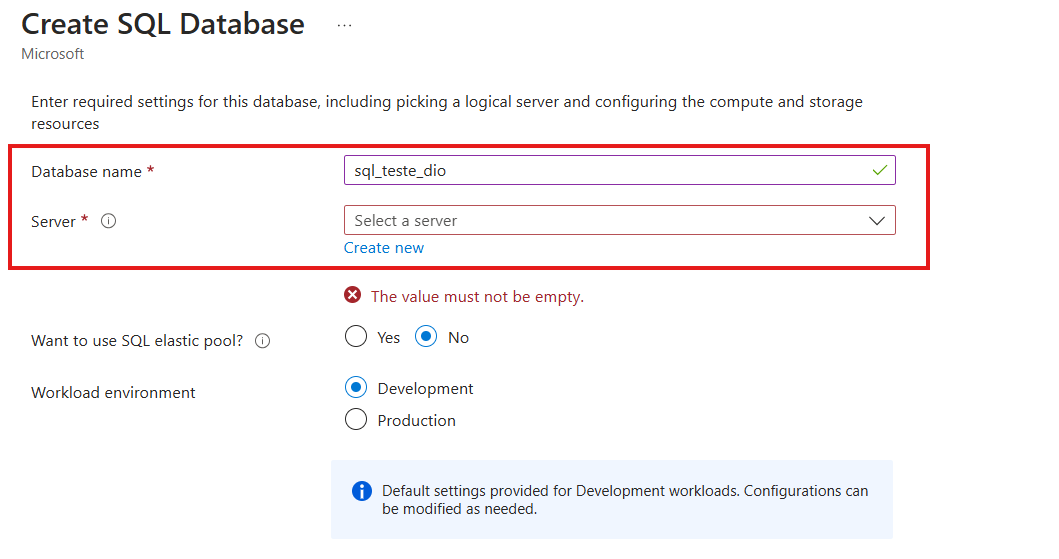 Create SQL Database ...
Microsoft
Enter required settings for this database, including picking a logical server and configuring the compute and storage
resources
Database name * sql_teste_dio
Server * Select a server
Create new
The value must not be empty.
Want to use SQL elastic pool? Yes No
Workload environment Development
Production
Default settings provided for Development workloads. Configurations can
be modified as needed.